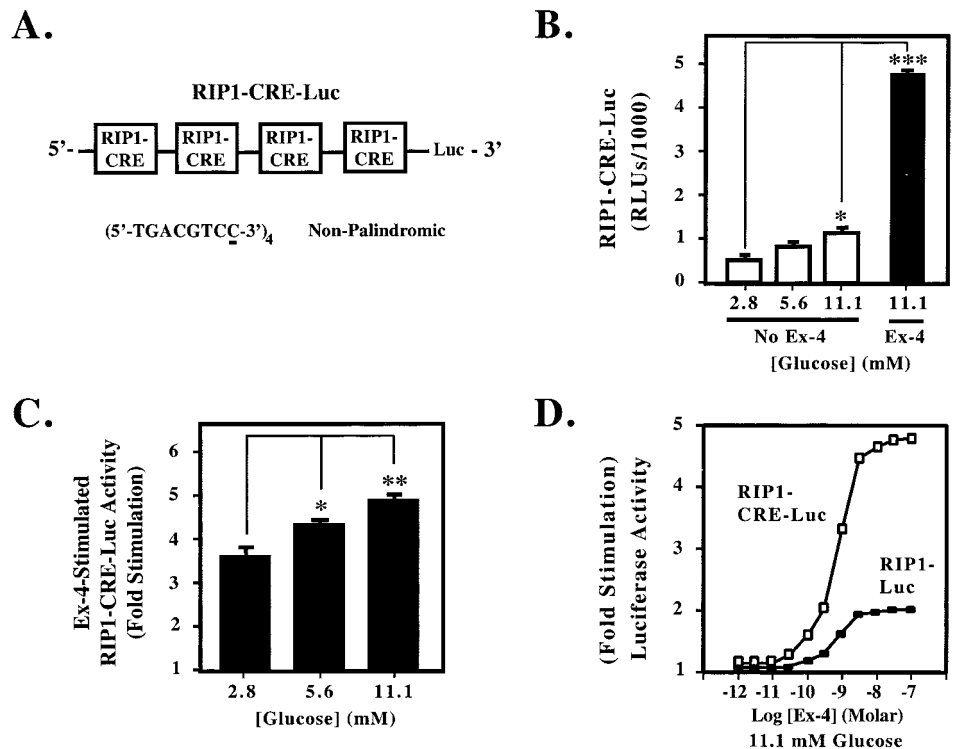 A.
RIP1-CRE-Luc
5'- RIP1-CRE RIP1-CRE RIP1-CRE RIP1-CRE Luc - 3'
(5'-TGACGTCC-3')4 Non-Palindromic
B.
RIP1-CRE-Luc
(RLUs/1000)
5
4
3
2
1
0
*
***
2.8 5.6 11.1 11.1
No Ex-4 Ex-4
[Glucose] (mM)
C.
Ex-4-Stimulated
RIP1-CRE-Luc Activity
(Fold Stimulation)
6
5
4
3
2
1
*
**
2.8 5.6 11.1
[Glucose] (mM)
D.
(Fold Stimulation)
Luciferase Activity
5
4
3
2
1
RIP1-
CRE-Luc
RIP1-
Luc
-12 -11 -10 -9 -8 -7
Log [Ex-4] (Molar)
11.1 mM Glucose